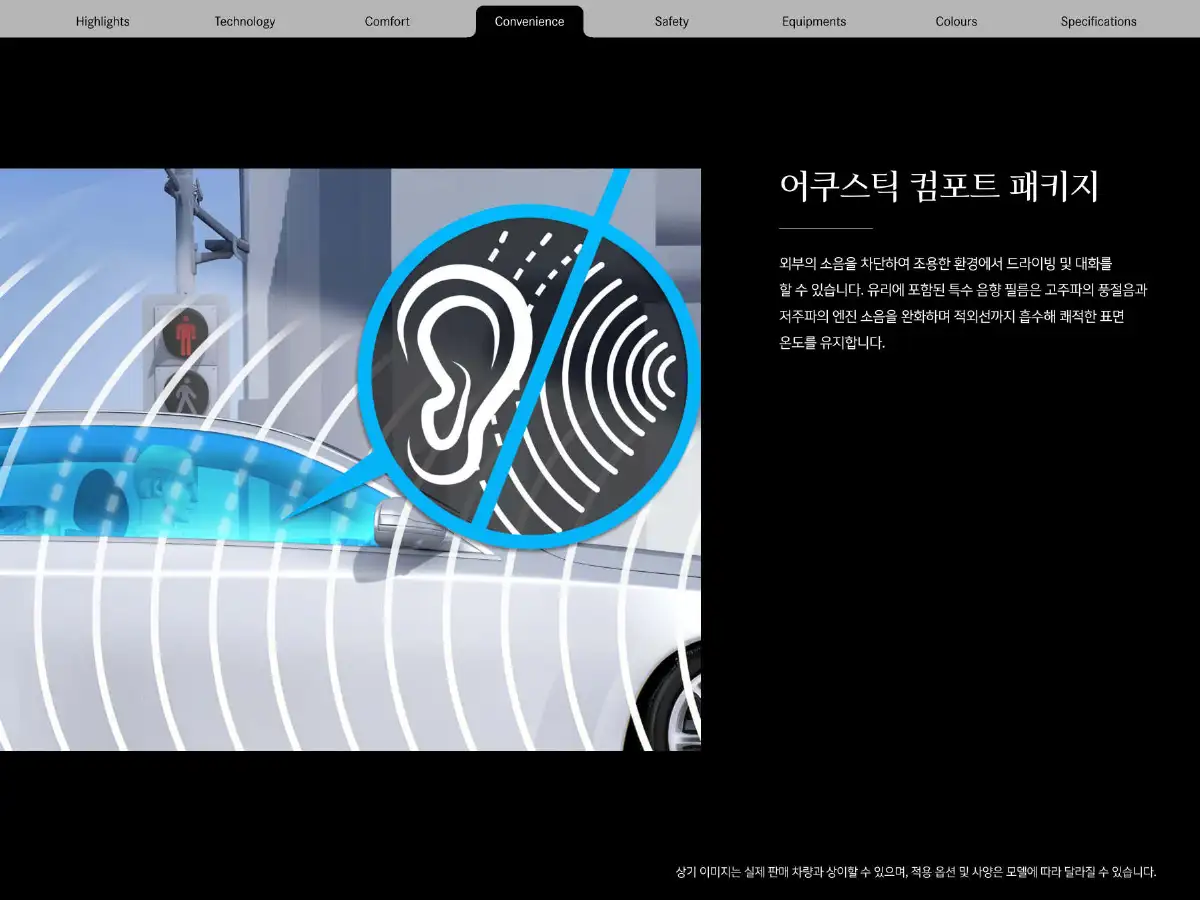 Highlights
Technology
Comfort
Convenience
Safety
Equipments
Colours
Specifications
어쿠스틱 컴포트 패키지
외부의 소음을 차단하여 조용한 환경에서 드라이빙 및 대화를
할 수 있습니다. 유리에 포함된 특수 음향 필름은 고주파의 풍절음과
저주파의 엔진 소음을 완화하며 적외선까지 흡수해 쾌적한 표면
온도를 유지합니다.
상기 이미지는 실제 판매 차량과 상이할 수 있으며, 적용 옵션 및 사양은 모델에 따라 달라질 수 있습니다.